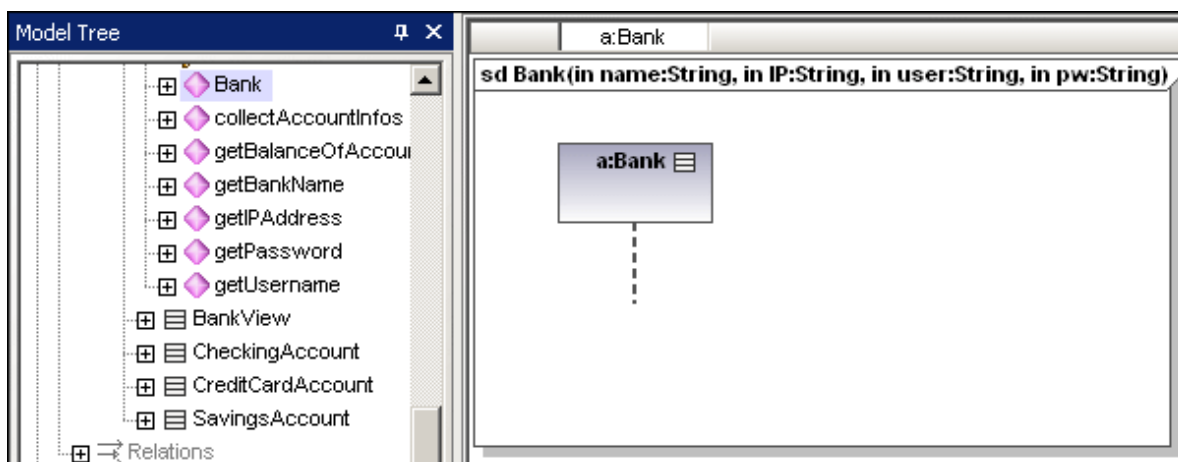 Model Tree
Bank
collectAccountInfos
getBalanceOfAccou
getBankName
getIPAddress
getPassword
getUsername
BankView
CheckingAccount
CreditCardAccount
SavingsAccount
Relations
a:Bank
sd Bank(in name:String, in IP:String, in user:String, in pw:String)
a:Bank